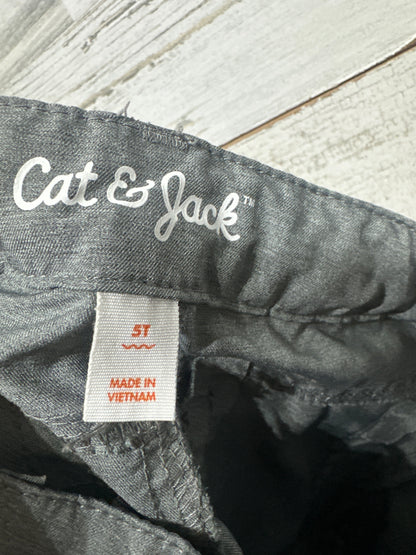 Cat & Jack™
5T
MADE IN
VIETNAM